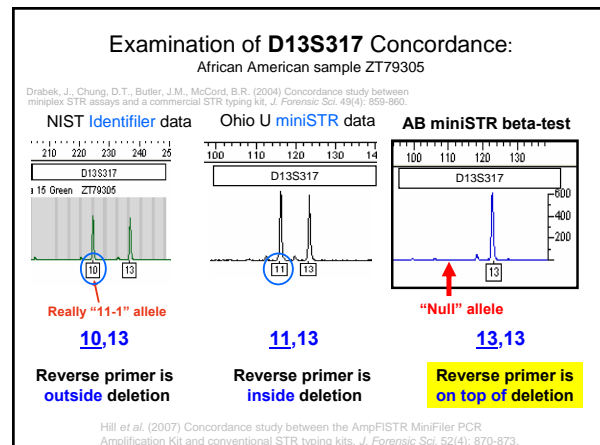 Examination of D13S317 Concordance:
African American sample ZT79305
Drabek, J., Chung, D.T., Butler, J.M., McCord, B.R. (2004) Concordance study between
miniplex STR assays and a commercial STR typing kit, J. Forensic Sci. 49(4): 859-860.
NIST Identifiler data
210 220 230 240 25
D13S317
15 Green ZT79305
10 13
Really "11-1" allele
10,13
Reverse primer is
outside deletion
Ohio U miniSTR data
100 110 120 130 14
D13S317
11 13
11,13
Reverse primer is
inside deletion
AB miniSTR beta-test
100 110 120 130
D13S317
600
400
200
13
"Null" allele
13,13
Reverse primer is
on top of deletion
Hill et al. (2007) Concordance study between the AmpFlSTR MiniFiler PCR
Amplification Kit and conventional STR typing kits, J. Forensic Sci. 52(4): 870-873.